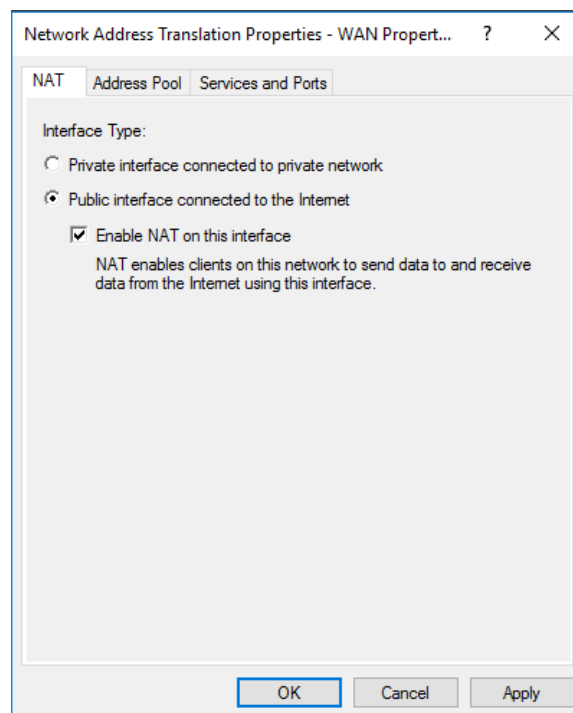 Network Address Translation Properties - WAN Propert... ?
NAT Address Pool Services and Ports
Interface Type:
Private interface connected to private network
Public interface connected to the Internet
Enable NAT on this interface
NAT enables clients on this network to send data to and receive
data from the Internet using this interface.
OK Cancel Apply